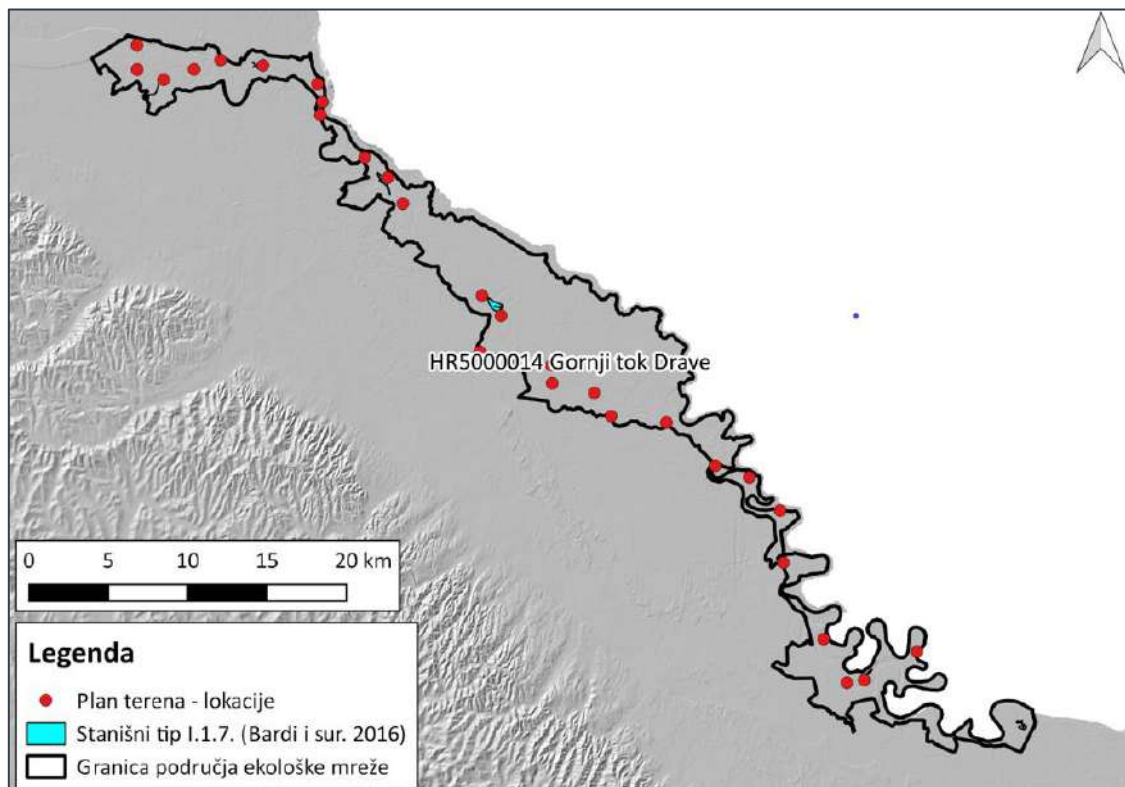 HR5000014 Gornji tok Drave
0 5 10 15 20 km
Legenda
Plan terena - lokacije
Stanišni tip I.1.7. (Bardi i sur. 2016)
Granica područja ekološke mreže